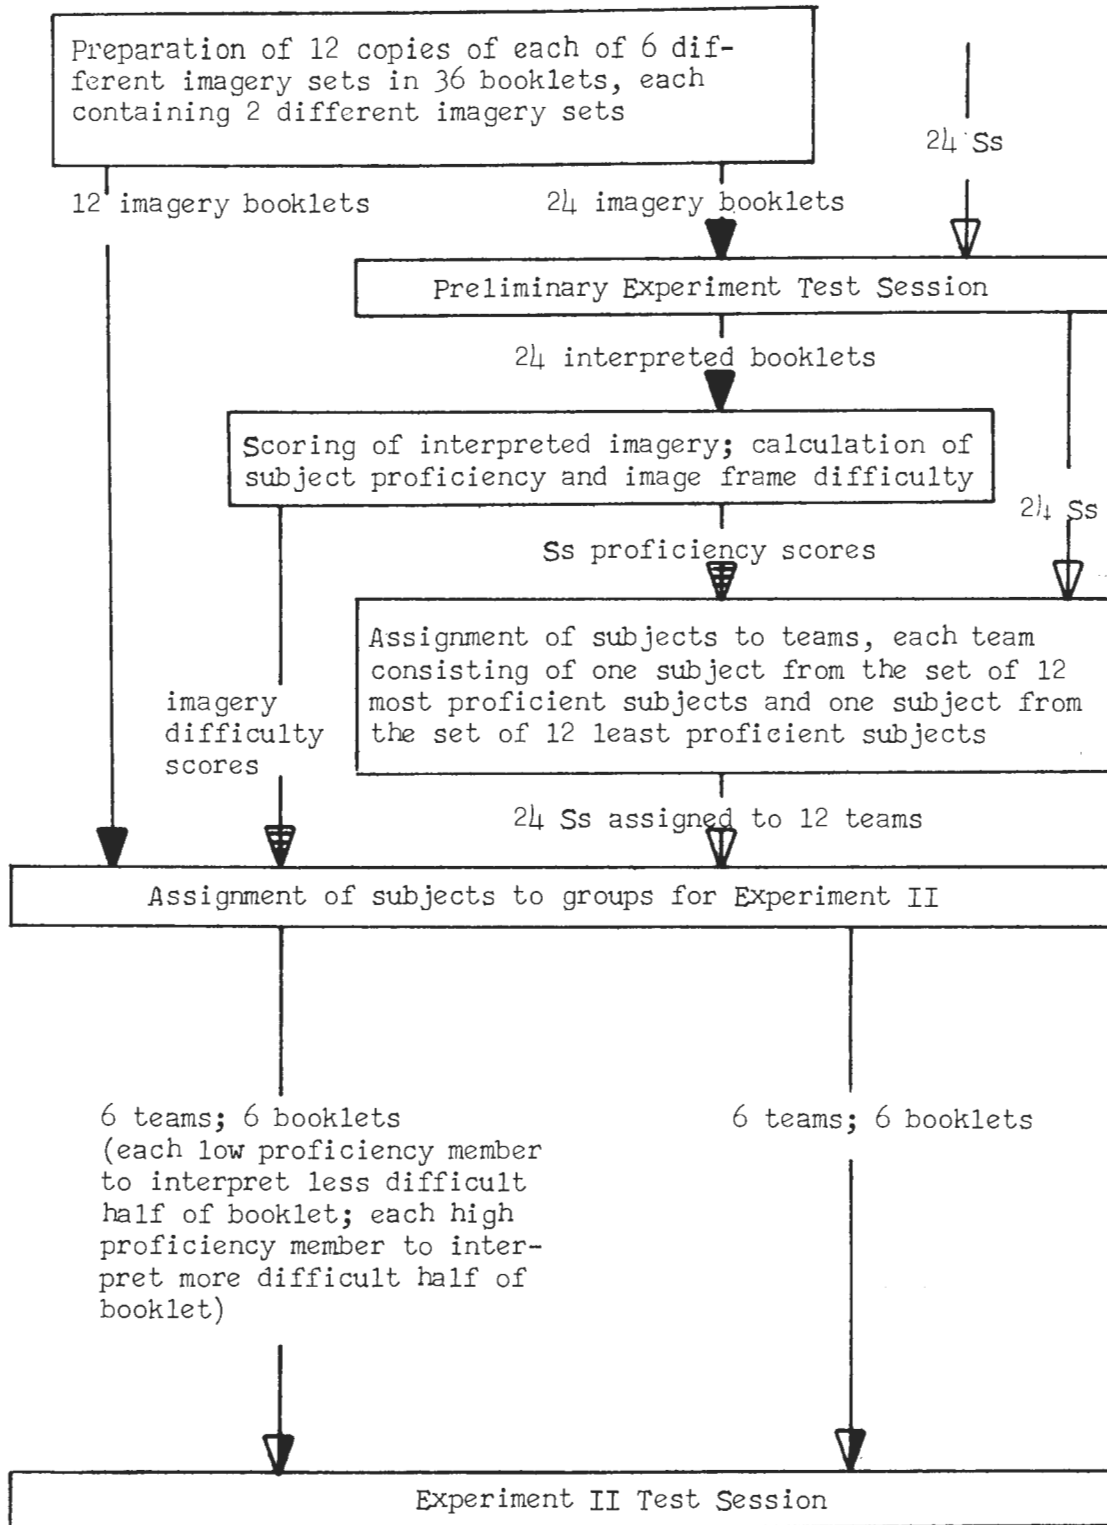 Preparation of 12 copies of each of 6 dif-
ferent imagery sets in 36 booklets, each
containing 2 different imagery sets
24 Ss
12 imagery booklets
24 imagery booklets
Preliminary Experiment Test Session
24 interpreted booklets
Scoring of interpreted imagery; calculation of
subject proficiency and image frame difficulty
24 Ss
Ss proficiency scores
Assignment of subjects to teams, each team
consisting of one subject from the set of 12
most proficient subjects and one subject from
the set of 12 least proficient subjects
imagery
difficulty
scores
24 Ss assigned to 12 teams
Assignment of subjects to groups for Experiment II
6 teams; 6 booklets
(each low proficiency member
to interpret less difficult
half of booklet; each high
proficiency member to inter-
pret more difficult half of
booklet)
6 teams; 6 booklets
Experiment II Test Session